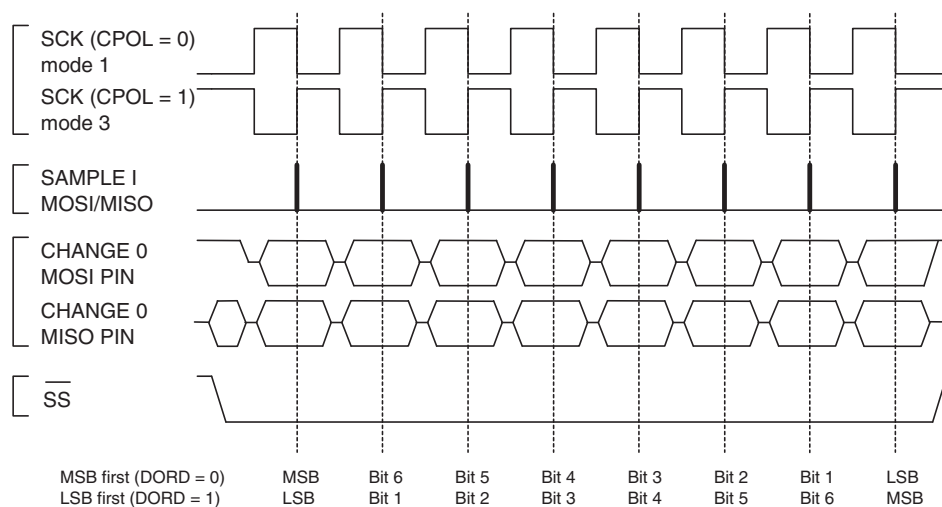 SCK (CPOL = 0)
mode 1
SCK (CPOL = 1)
mode 3
SAMPLE I
MOSI/MISO
CHANGE 0
MOSI PIN
CHANGE 0
MISO PIN
SS
MSB first (DORD = 0) MSB Bit 6 Bit 5 Bit 4 Bit 3 Bit 2 Bit 1 LSB
LSB first (DORD = 1) LSB Bit 1 Bit 2 Bit 3 Bit 4 Bit 5 Bit 6 MSB